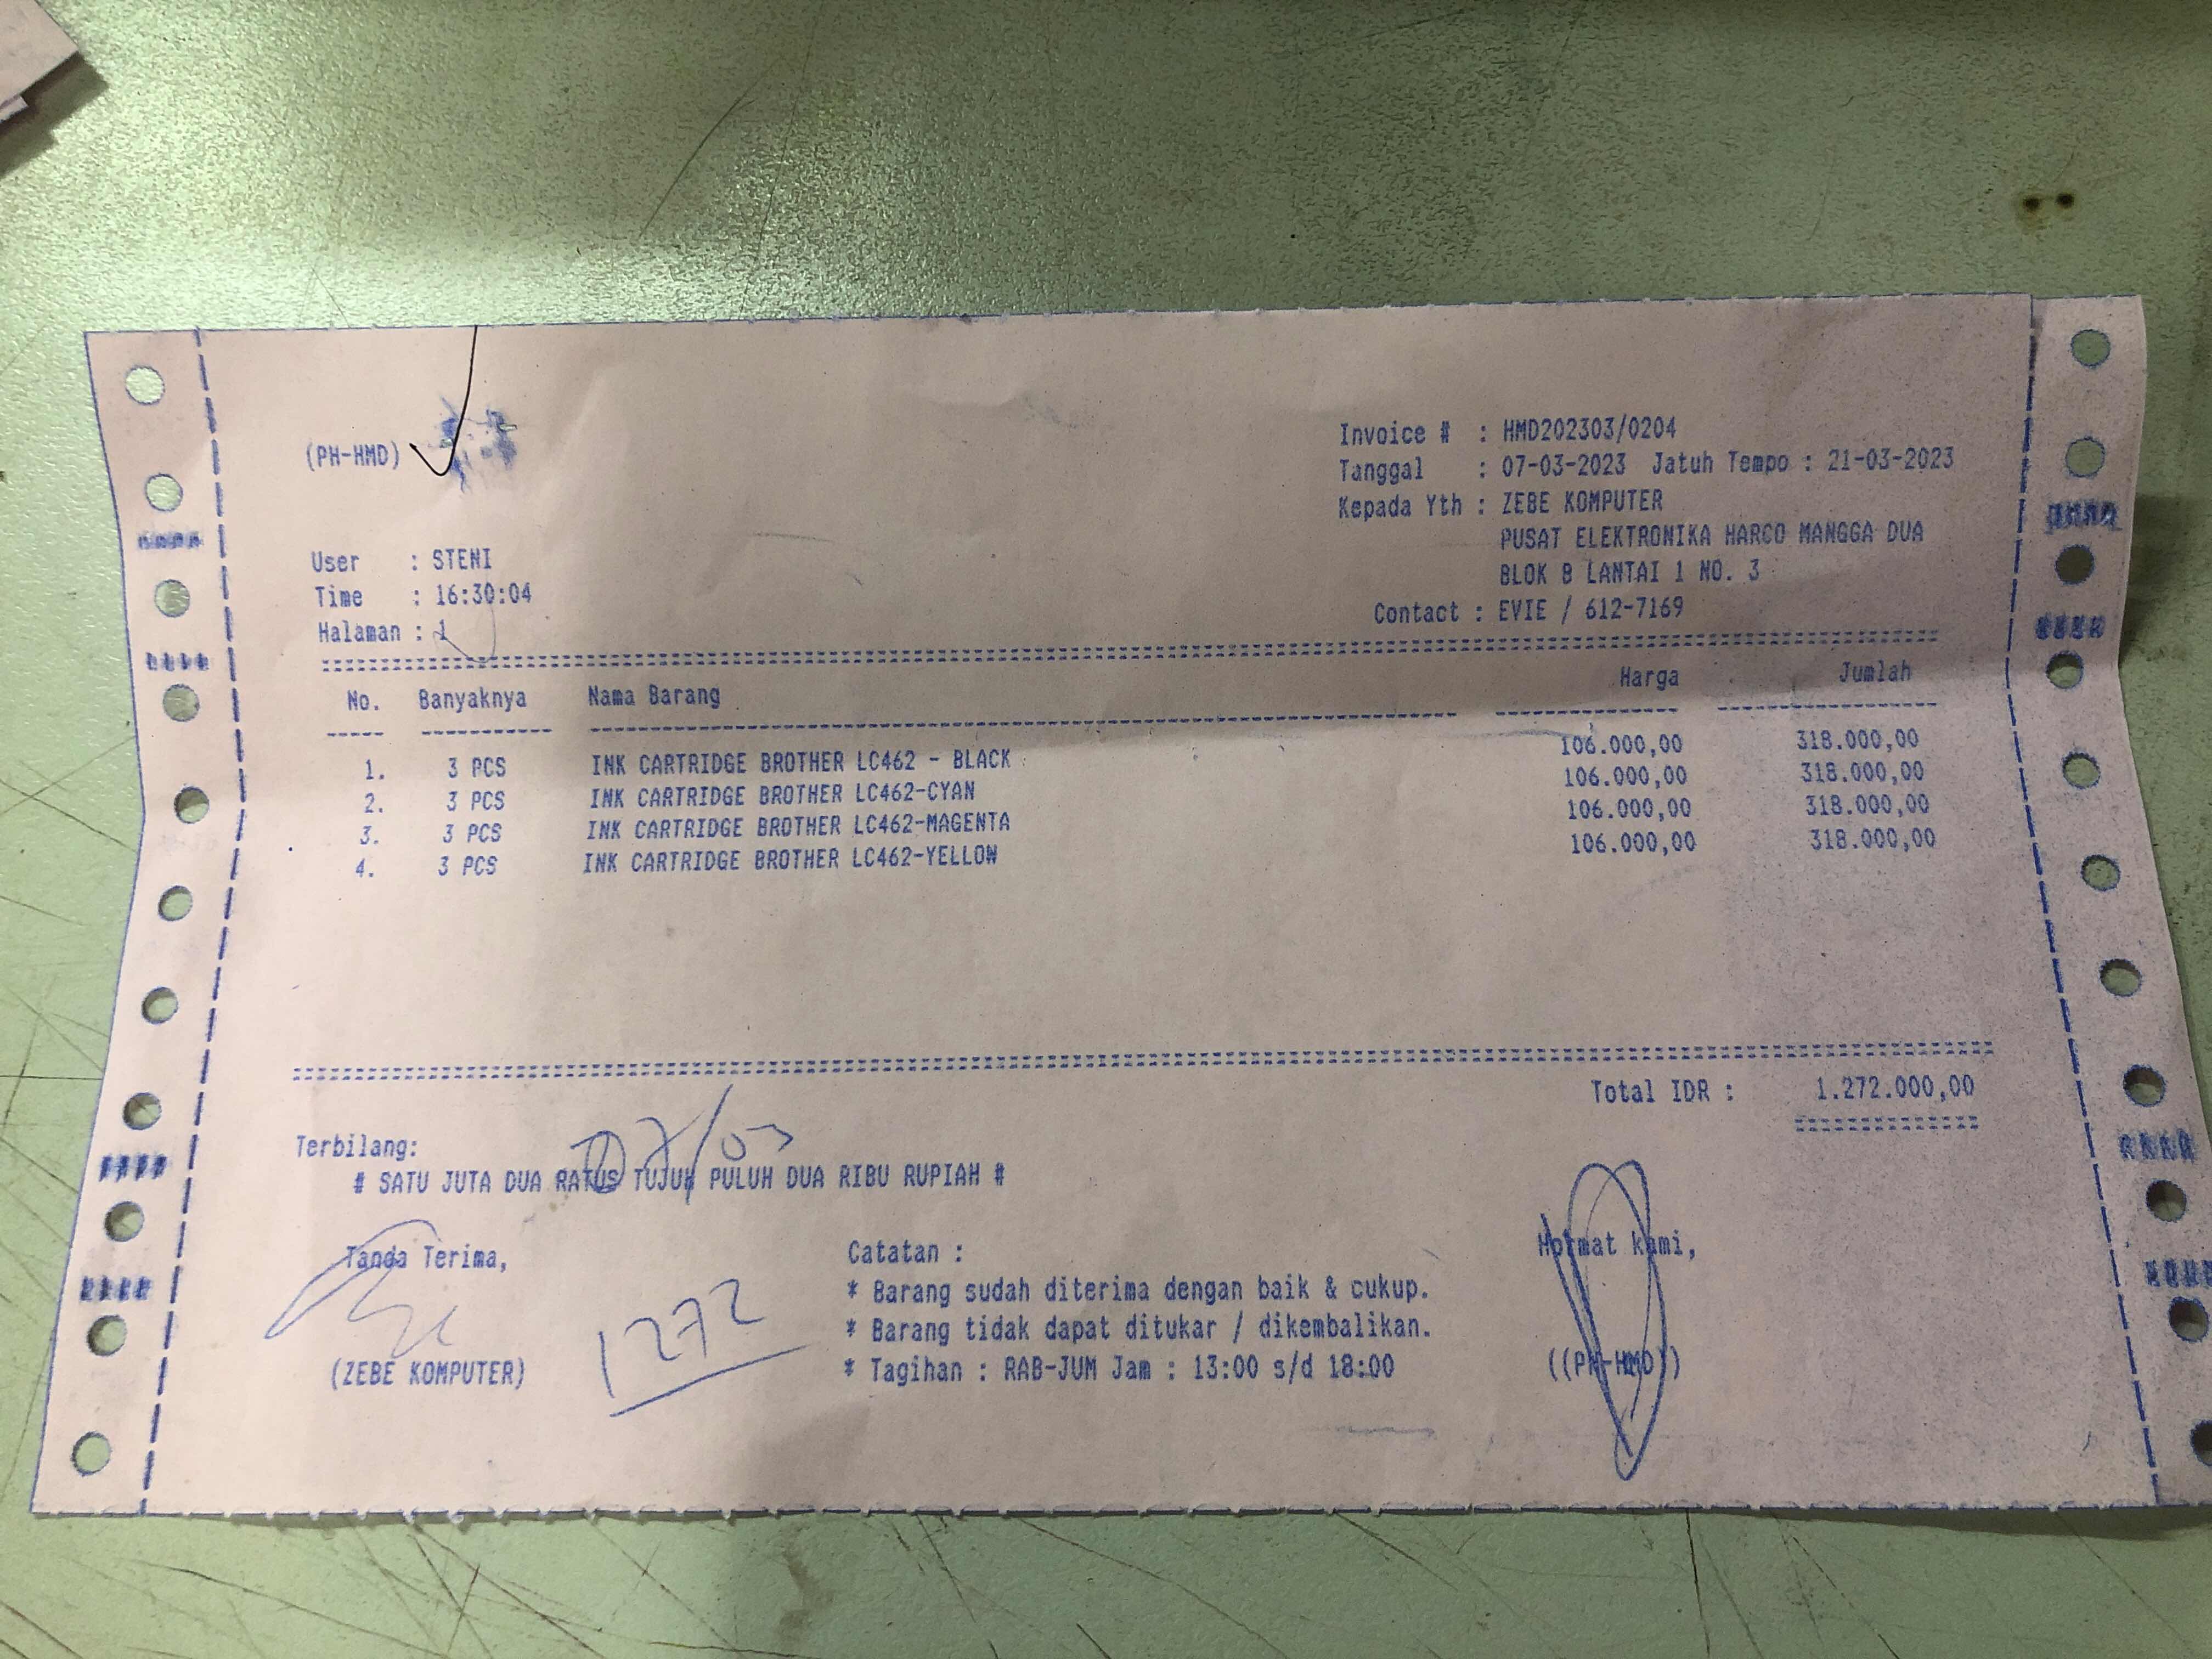 (PH-HMD)
Invoice # : HMD202303/0204
Tanggal : 07-03-2023 Jatuh Tempo : 21-03-2023
Kepada Yth : ZEBE KOMPUTER
PUSAT ELEKTRONIKA HARCO MANGGA DUA
BLOK B LANTAI 1 NO. 3
Contact : EVIE / 612-7169
User : STENI
Time : 16:30:04
Halaman : 1
No. Banyaknya Nama Barang Harga Jumlah
1. 3 PCS INK CARTRIDGE BROTHER LC462 - BLACK 106.000,00 318.000,00
2. 3 PCS INK CARTRIDGE BROTHER LC462-CYAN 106.000,00 318.000,00
3. 3 PCS INK CARTRIDGE BROTHER LC462-MAGENTA 106.000,00 318.000,00
4. 3 PCS INK CARTRIDGE BROTHER LC462-YELLOW 106.000,00 318.000,00
Total IDR : 1.272.000,00
Terbilang:
07/03
# SATU JUTA DUA RATUS TUJUH PULUH DUA RIBU RUPIAH #
Tanda Terima,
(ZEBE KOMPUTER)
1272
Catatan :
* Barang sudah diterima dengan baik & cukup.
* Barang tidak dapat ditukar / dikembalikan.
* Tagihan : RAB-JUM Jam : 13:00 s/d 18:00
Hormat kami,
((PH-HMD))